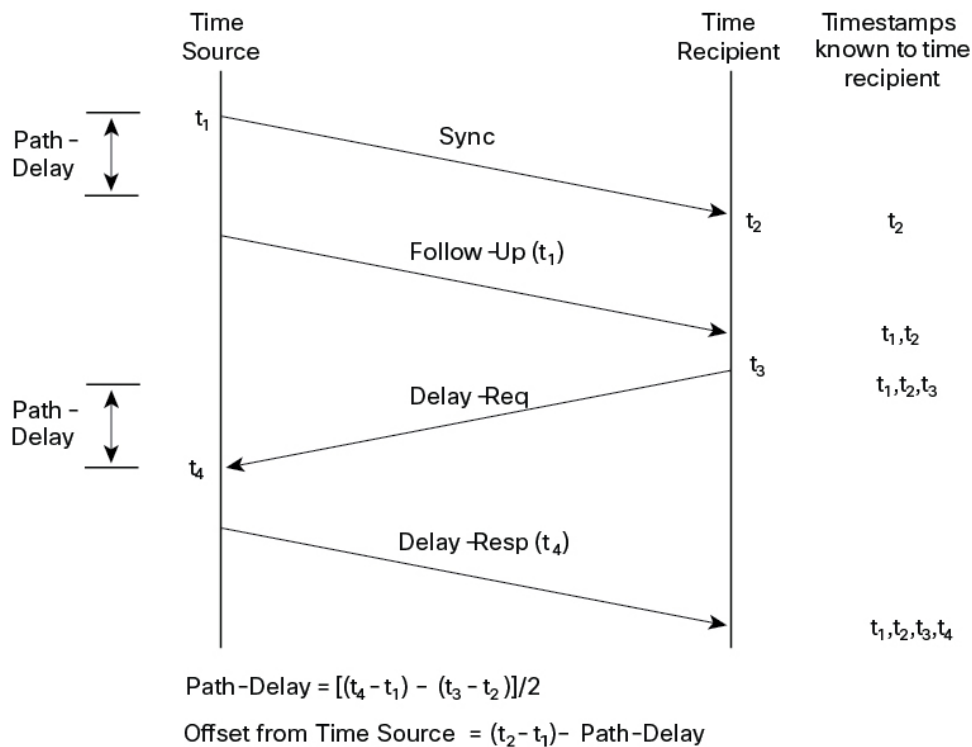 Time
Source
Time
Recipient
Timestamps
known to time
recipient
t₁
Path-
Delay
Sync
t₂
t₂
Follow-Up (t₁)
t₁,t₂
t₃
t₁,t₂,t₃
Delay-Req
Path-
Delay
t₄
Delay-Resp (t₄)
t₁,t₂,t₃,t₄
Path-Delay = [(t₄-t₁) - (t₃-t₂)]/2
Offset from Time Source = (t₂-t₁)- Path-Delay